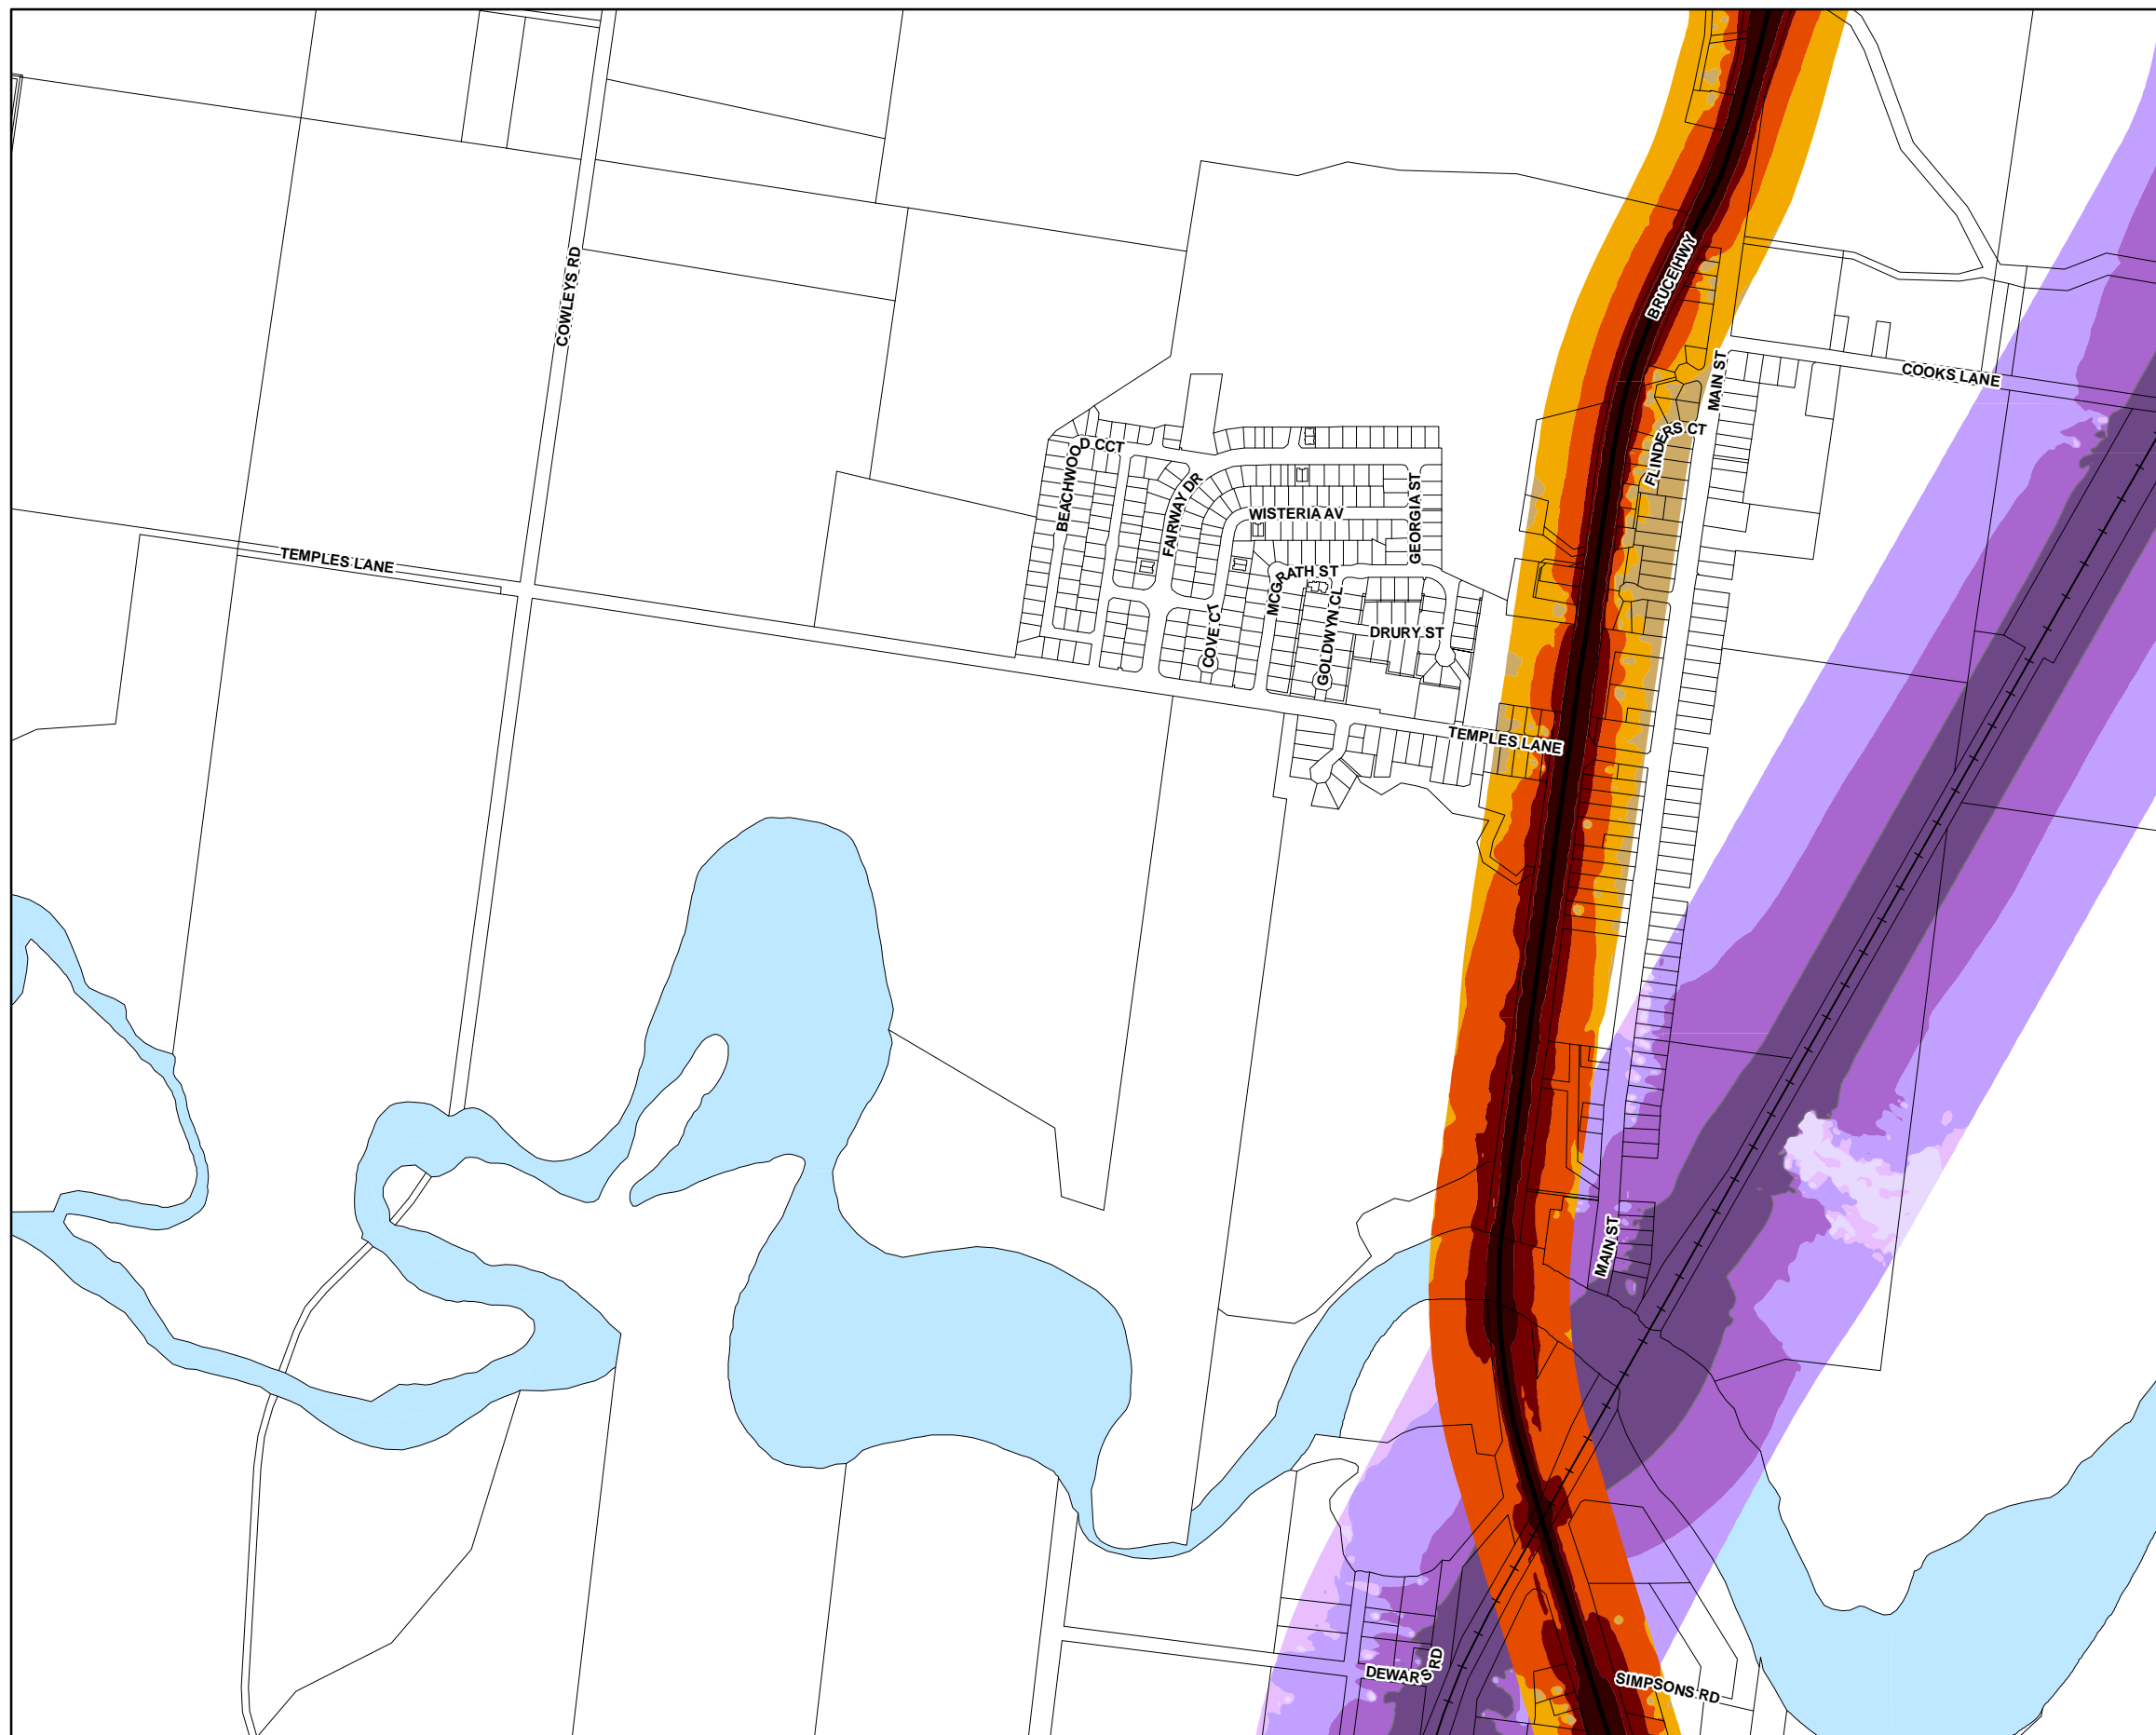 COWLEYS RD
BRUCE HWY
COOKS LANE
MAIN ST
FLINDERS CT
BEACHWOOD CCT
FAIRWAY DR
WISTERIA AV
GEORGIA ST
TEMPLES LANE
MCGRATH ST
GOLDWYN CL
COVE CT
DRURY ST
TEMPLES LANE
MAIN ST
DEWARS RD
SIMPSONS RD